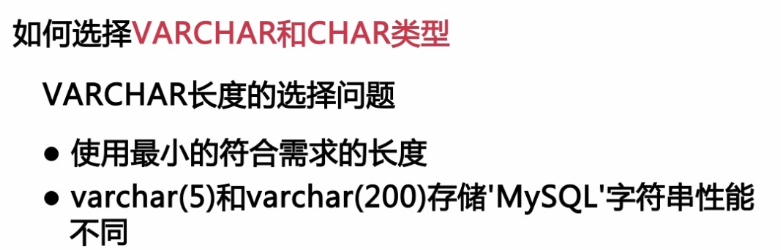 如何选择VARCHAR和CHAR类型
VARCHAR长度的选择问题
● 使用最小的符合需求的长度
● varchar(5)和varchar(200)存储'MySQL'字符串性能
不同